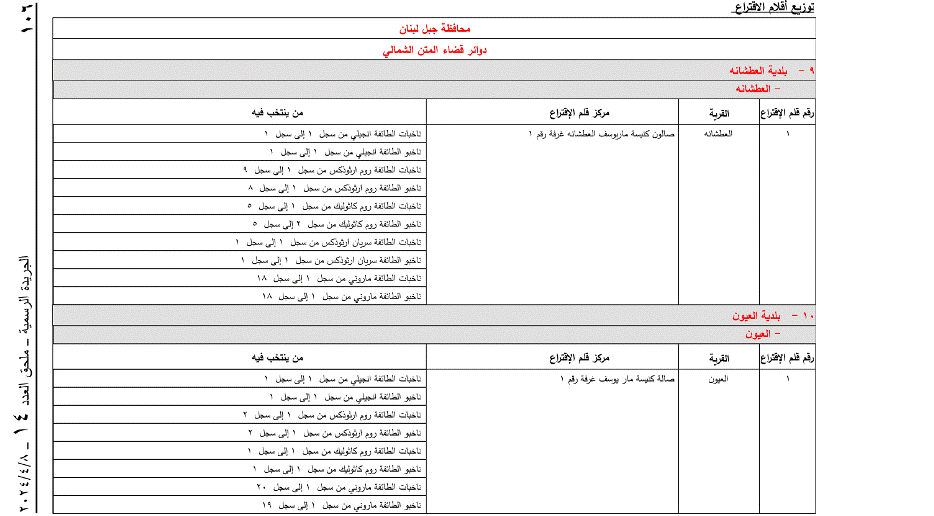 توزيع أقلام الاقتراع
محافظة جبل لبنان
دوائر قضاء المتن الشمالي
٩ - بلدية العطشانه
- العطشانه
رقم قلم الإقتراع القرية مركز قلم الإقتراع من ينتخب فيه
١ العطشانه صالون كنيسة ماريوسف العطشانه غرفة رقم ١ ناخبات الطائفة انجيلي من سجل ١ إلى سجل ١
ناخبو الطائفة انجيلي من سجل ١ إلى سجل ١
ناخبات الطائفة روم ارثوذكس من سجل ١ إلى سجل ٩
ناخبو الطائفة روم ارثوذكس من سجل ١ إلى سجل ٨
ناخبات الطائفة روم كاثوليك من سجل ١ إلى سجل ٥
ناخبو الطائفة روم كاثوليك من سجل ٢ إلى سجل ٥
ناخبات الطائفة سريان ارثوذكس من سجل ١ إلى سجل ١
ناخبو الطائفة سريان ارثوذكس من سجل ١ إلى سجل ١
ناخبات الطائفة ماروني من سجل ١ إلى سجل ١٨
ناخبو الطائفة ماروني من سجل ١ إلى سجل ١٨
١٠ - بلدية العيون
- العيون
رقم قلم الإقتراع القرية مركز قلم الإقتراع من ينتخب فيه
١ العيون صالة كنيسة مار يوسف غرفة رقم ١ ناخبات الطائفة انجيلي من سجل ١ إلى سجل ١
ناخبو الطائفة انجيلي من سجل ١ إلى سجل ١
ناخبات الطائفة روم ارثوذكس من سجل ١ إلى سجل ٢
ناخبو الطائفة روم ارثوذكس من سجل ١ إلى سجل ٢
ناخبات الطائفة روم كاثوليك من سجل ١ إلى سجل ١
ناخبو الطائفة روم كاثوليك من سجل ١ إلى سجل ١
ناخبات الطائفة ماروني من سجل ١ إلى سجل ٢٠
ناخبو الطائفة ماروني من سجل ١ إلى سجل ١٩
١٠٦
الجريدة الرسمية - ملحق العدد ١٤ - ٢٠٢٤/٤/٨